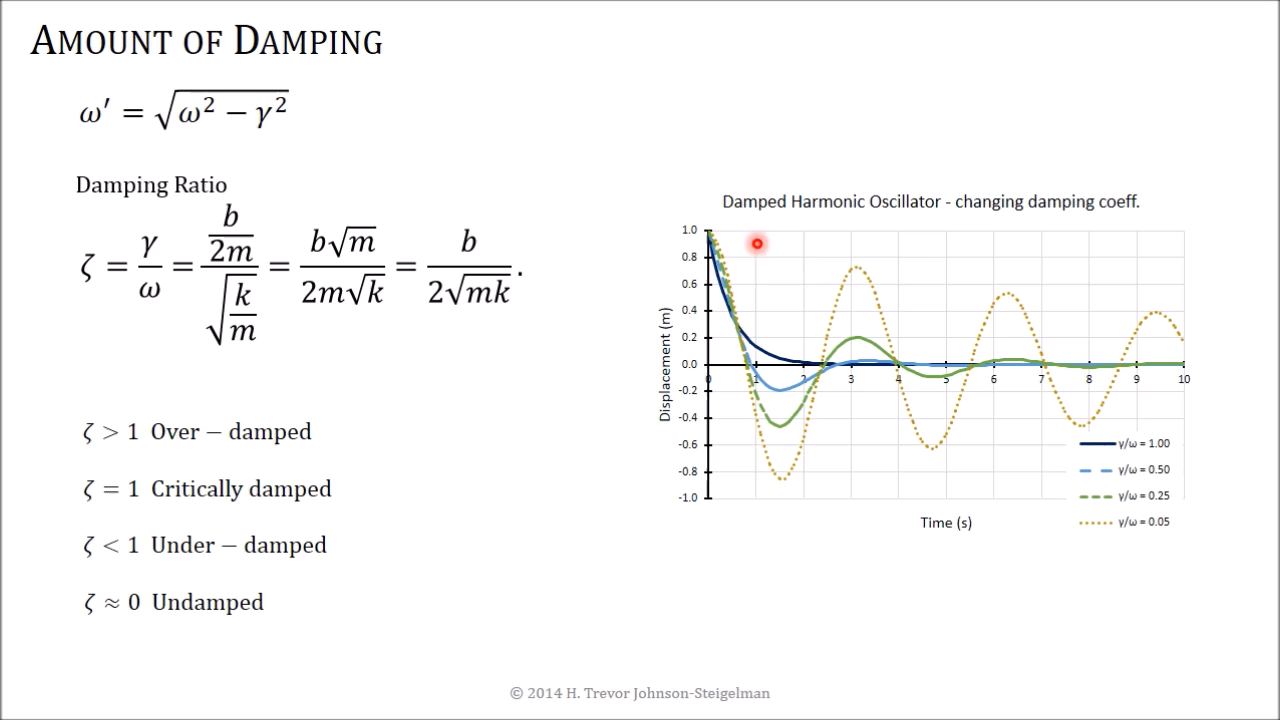 AMOUNT OF DAMPING
ω′ = √(ω² − γ²)
Damping Ratio
ζ = γ/ω = (b/2m)/√(k/m) = b√m/2m√k = b/2√mk.
ζ > 1 Over − damped
ζ = 1 Critically damped
ζ < 1 Under − damped
ζ ≈ 0 Undamped
Damped Harmonic Oscillator - changing damping coeff.
Displacement (m)
1.0
0.8
0.6
0.4
0.2
0.0
-0.2
-0.4
-0.6
-0.8
-1.0
0 1 2 3 4 5 6 7 8 9 10
Time (s)
γ/ω = 1.00
γ/ω = 0.50
γ/ω = 0.25
γ/ω = 0.05
© 2014 H. Trevor Johnson-Steigelman